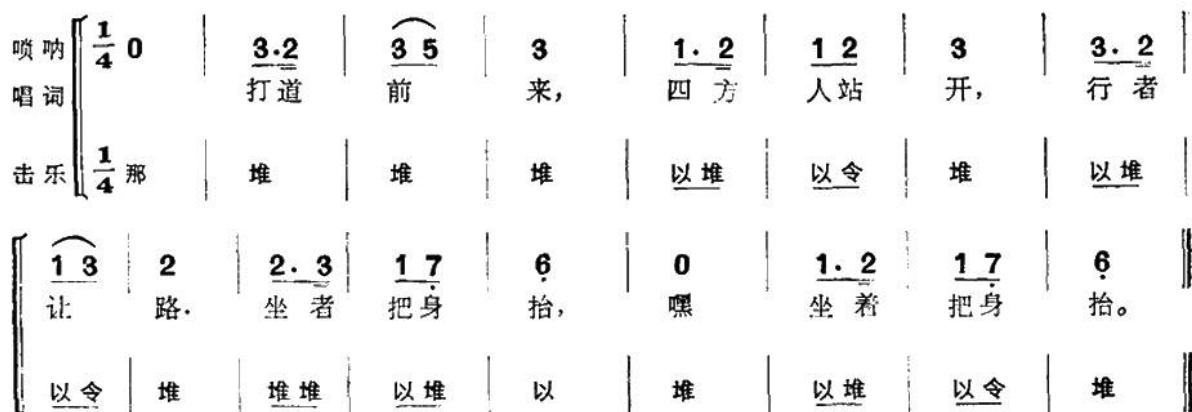 唢呐 1/4 0 | 3·2 | 3 5 | 3 | 1. 2 | 1 2 | 3 | 3. 2 |
唱词 打道 前 来, 四 方 人站 开, 行 者
击乐 1/4 那 | 堆 | 堆 | 堆 | 以堆 | 以令 | 堆 | 以堆 |
1 3 | 2 | 2. 3 | 1 7̣ | 6̣ | 0 | 1. 2 | 1 7̣ | 6̣ ‖
让 路. 坐 者 把身 抬, 嘿 坐 着 把身 抬。
以令 | 堆 | 堆堆 | 以堆 | 以 | 堆 | 以堆 | 以令 | 堆 ‖